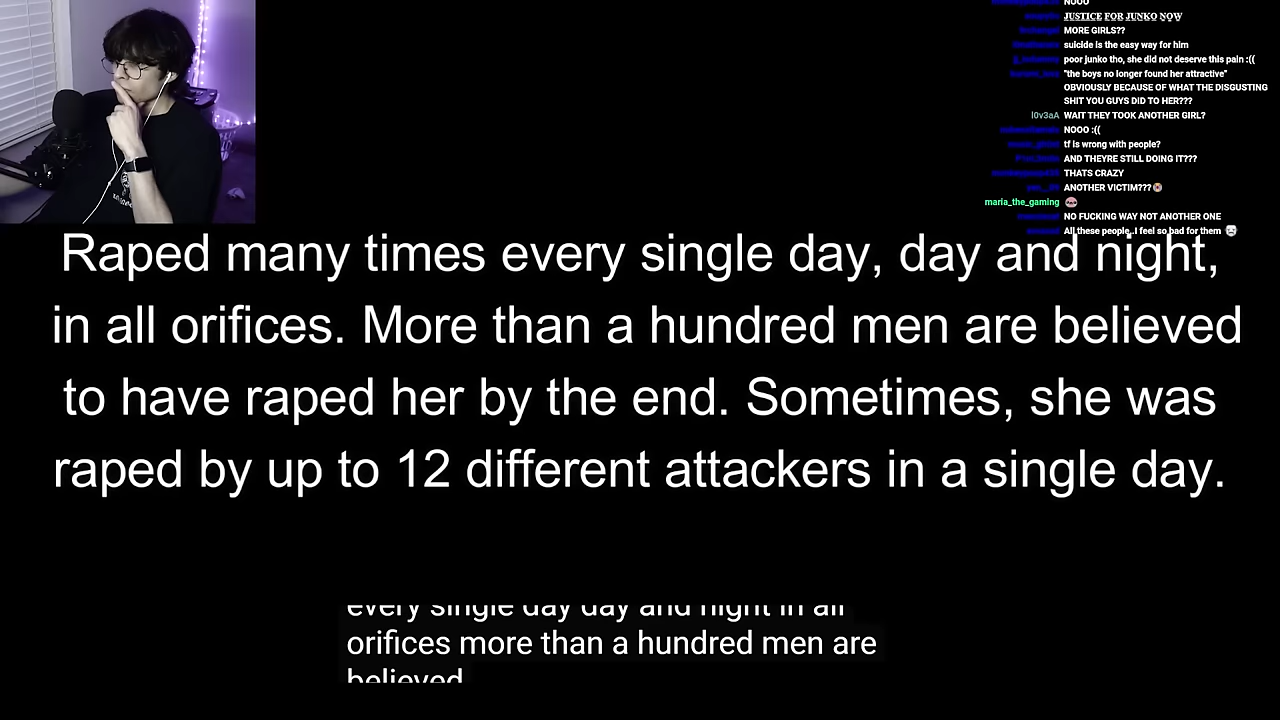 NOOO
JUSTICE FOR JUNKO NOW
MORE GIRLS??
suicide is the easy way for him
poor junko tho, she did not deserve this pain :((
"the boys no longer found her attractive"
OBVIOUSLY BECAUSE OF WHAT THE DISGUSTING
SHIT YOU GUYS DID TO HER???
l0v3aA WAIT THEY TOOK ANOTHER GIRL?
NOOO :((
tf is wrong with people?
AND THEYRE STILL DOING IT???
THATS CRAZY
ANOTHER VICTIM???
maria_the_gaming
NO FUCKING WAY NOT ANOTHER ONE
All these people..I feel so bad for them
Raped many times every single day, day and night,
in all orifices. More than a hundred men are believed
to have raped her by the end. Sometimes, she was
raped by up to 12 different attackers in a single day.
every single day day and night in all
orifices more than a hundred men are
believed